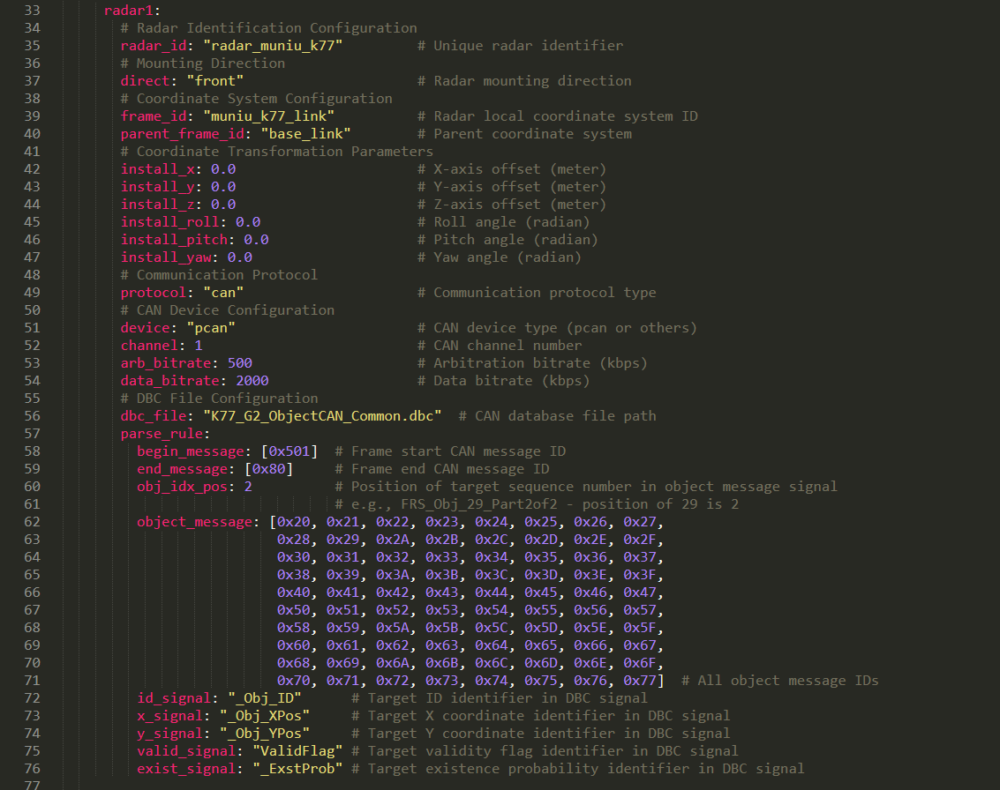 33 radar1:
34 # Radar Identification Configuration
35 radar_id: "radar_muniu_k77" # Unique radar identifier
36 # Mounting Direction
37 direct: "front" # Radar mounting direction
38 # Coordinate System Configuration
39 frame_id: "muniu_k77_link" # Radar local coordinate system ID
40 parent_frame_id: "base_link" # Parent coordinate system
41 # Coordinate Transformation Parameters
42 install_x: 0.0 # X-axis offset (meter)
43 install_y: 0.0 # Y-axis offset (meter)
44 install_z: 0.0 # Z-axis offset (meter)
45 install_roll: 0.0 # Roll angle (radian)
46 install_pitch: 0.0 # Pitch angle (radian)
47 install_yaw: 0.0 # Yaw angle (radian)
48 # Communication Protocol
49 protocol: "can" # Communication protocol type
50 # CAN Device Configuration
51 device: "pcan" # CAN device type (pcan or others)
52 channel: 1 # CAN channel number
53 arb_bitrate: 500 # Arbitration bitrate (kbps)
54 data_bitrate: 2000 # Data bitrate (kbps)
55 # DBC File Configuration
56 dbc_file: "K77_G2_ObjectCAN_Common.dbc" # CAN database file path
57 parse_rule:
58 begin_message: [0x501] # Frame start CAN message ID
59 end_message: [0x80] # Frame end CAN message ID
60 obj_idx_pos: 2 # Position of target sequence number in object message signal
61 # e.g., FRS_Obj_29_Part2of2 - position of 29 is 2
62 object_message: [0x20, 0x21, 0x22, 0x23, 0x24, 0x25, 0x26, 0x27,
63 0x28, 0x29, 0x2A, 0x2B, 0x2C, 0x2D, 0x2E, 0x2F,
64 0x30, 0x31, 0x32, 0x33, 0x34, 0x35, 0x36, 0x37,
65 0x38, 0x39, 0x3A, 0x3B, 0x3C, 0x3D, 0x3E, 0x3F,
66 0x40, 0x41, 0x42, 0x43, 0x44, 0x45, 0x46, 0x47,
67 0x50, 0x51, 0x52, 0x53, 0x54, 0x55, 0x56, 0x57,
68 0x58, 0x59, 0x5A, 0x5B, 0x5C, 0x5D, 0x5E, 0x5F,
69 0x60, 0x61, 0x62, 0x63, 0x64, 0x65, 0x66, 0x67,
70 0x68, 0x69, 0x6A, 0x6B, 0x6C, 0x6D, 0x6E, 0x6F,
71 0x70, 0x71, 0x72, 0x73, 0x74, 0x75, 0x76, 0x77] # All object message IDs
72 id_signal: "_Obj_ID" # Target ID identifier in DBC signal
73 x_signal: "_Obj_XPos" # Target X coordinate identifier in DBC signal
74 y_signal: "_Obj_YPos" # Target Y coordinate identifier in DBC signal
75 valid_signal: "ValidFlag" # Target validity flag identifier in DBC signal
76 exist_signal: "_ExstProb" # Target existence probability identifier in DBC signal
77